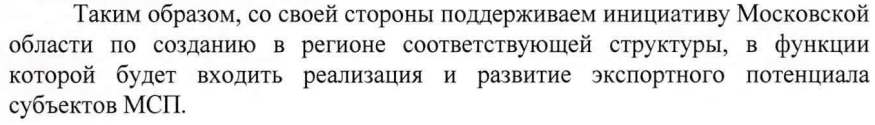 Таким образом, со своей стороны поддерживаем инициативу Московской
области по созданию в регионе соответствующей структуры, в функции
которой будет входить реализация и развитие экспортного потенциала
субъектов МСП.